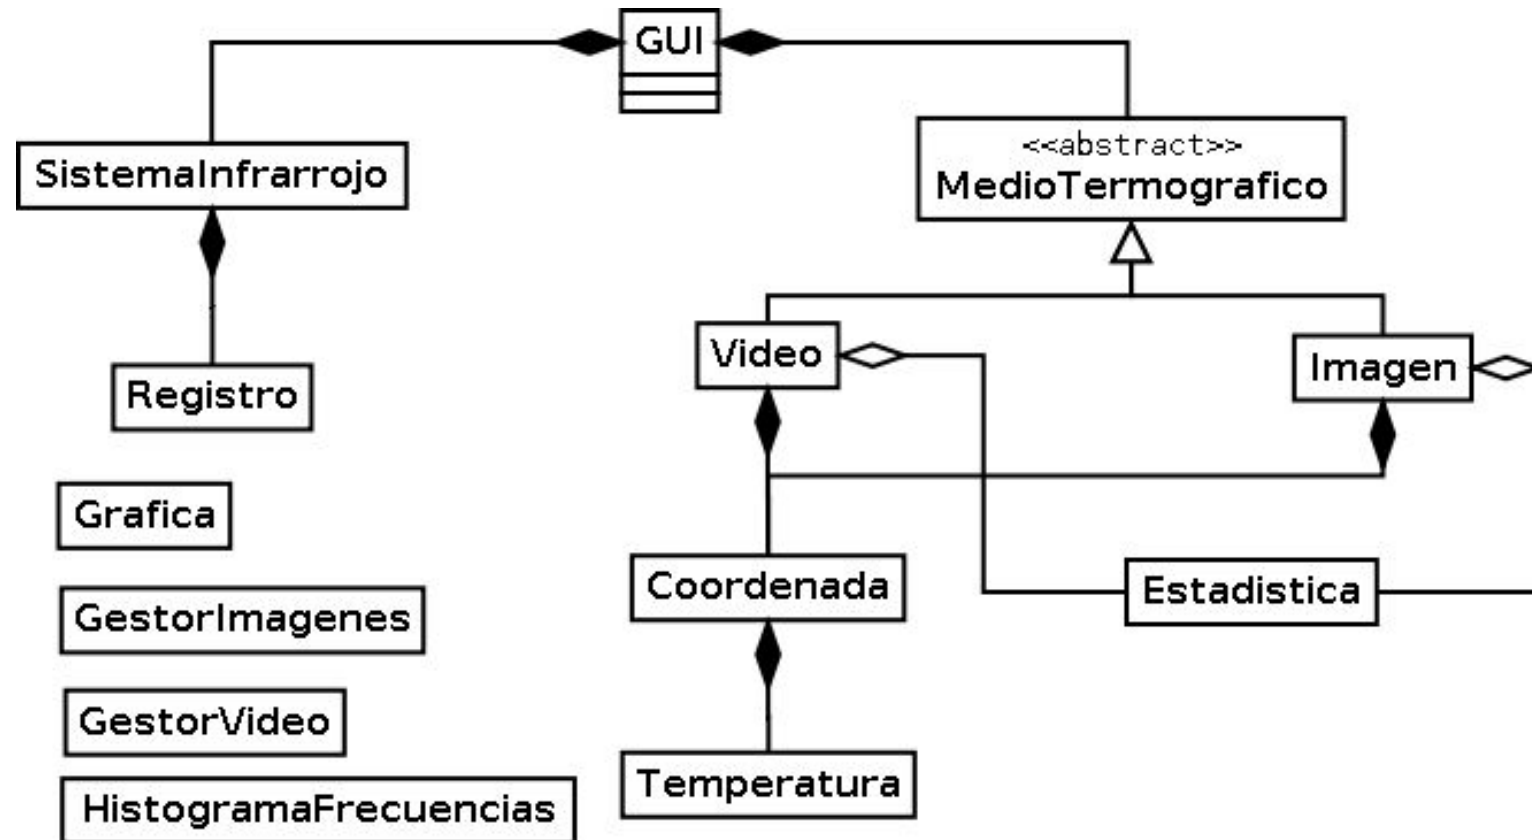 GUI
SistemaInfrarrojo
<<abstract>>
MedioTermografico
Video
Imagen
Registro
Grafica
Coordenada
Estadistica
GestorImagenes
GestorVideo
Temperatura
HistogramaFrecuencias